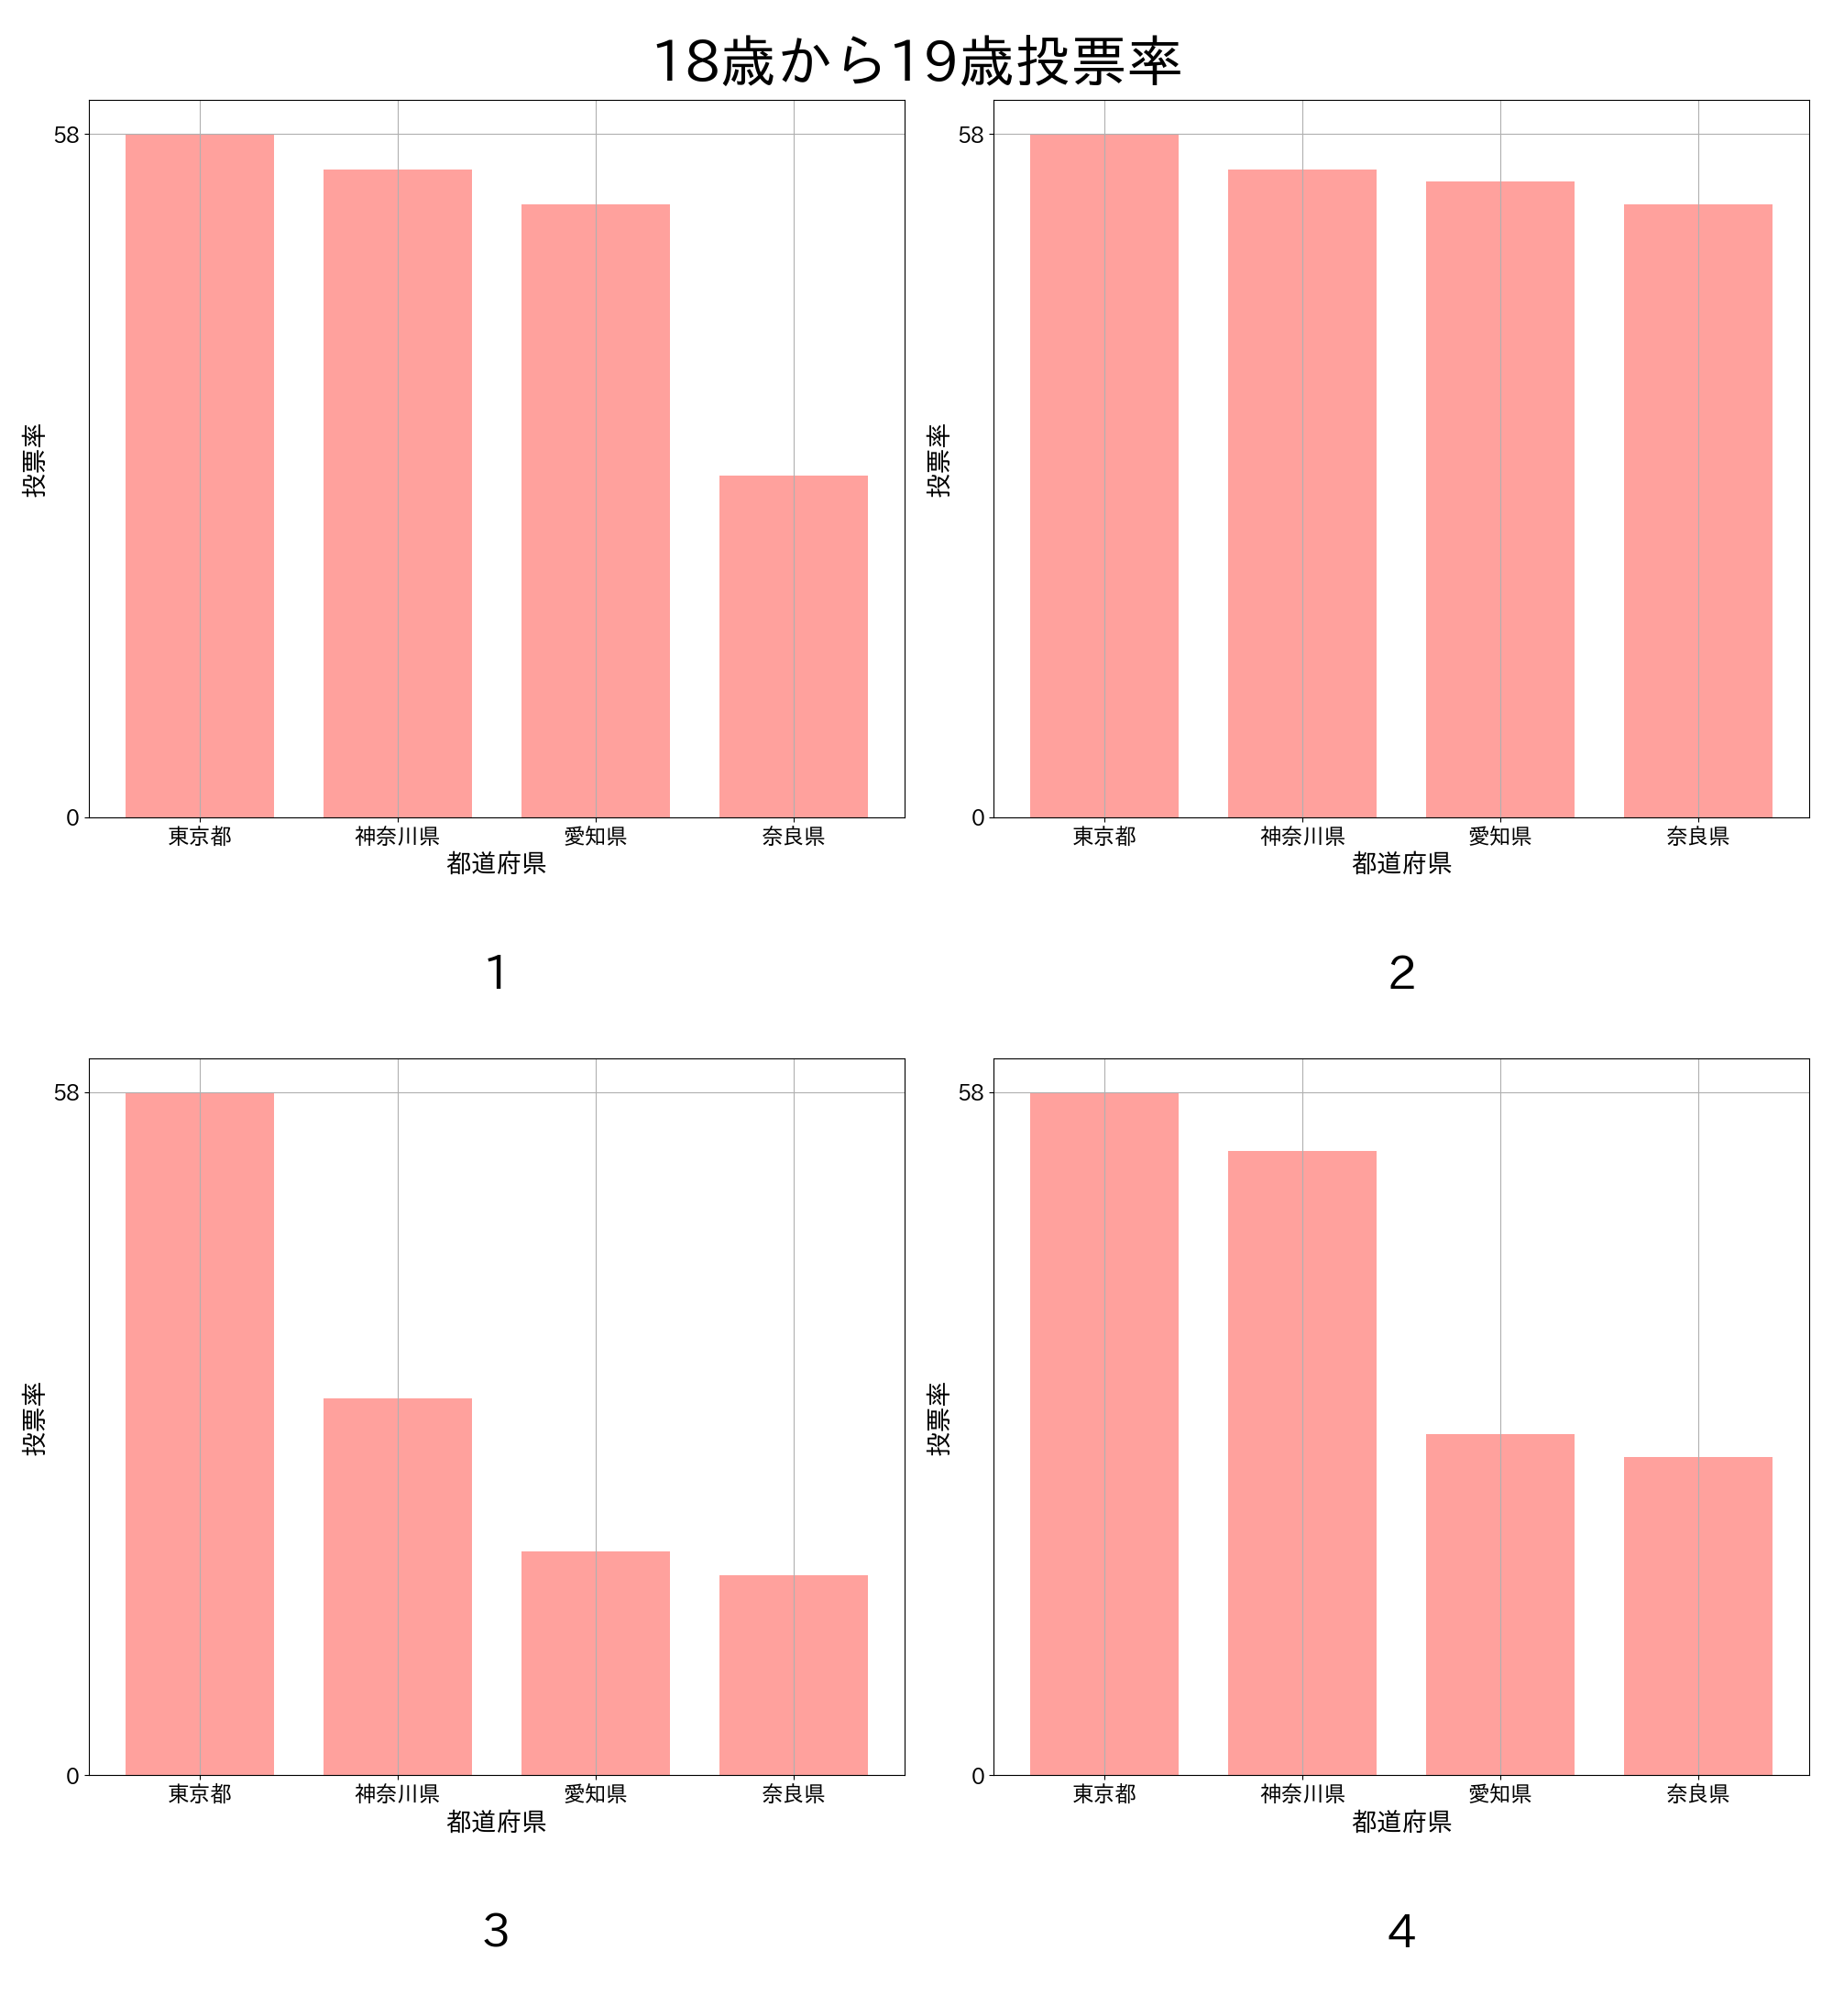 18歳から19歳投票率
58
0
投票率
東京都 神奈川県 愛知県 奈良県
都道府県
1
58
0
投票率
東京都 神奈川県 愛知県 奈良県
都道府県
2
58
0
投票率
東京都 神奈川県 愛知県 奈良県
都道府県
3
58
0
投票率
東京都 神奈川県 愛知県 奈良県
都道府県
4